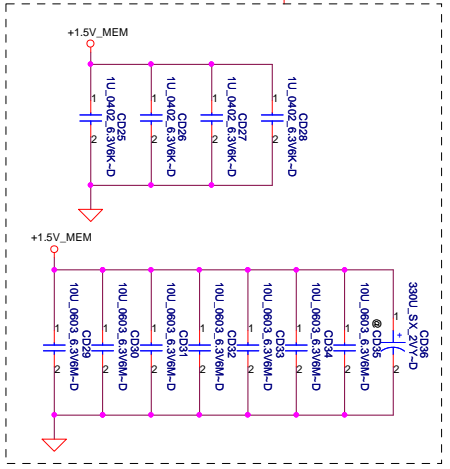 +1.5V_MEM
1
2
CD25
1U_0402_6.3V6K~D
1
2
CD26
1U_0402_6.3V6K~D
1
2
CD27
1U_0402_6.3V6K~D
1
2
CD28
1U_0402_6.3V6K~D
+1.5V_MEM
1
2
CD29
10U_0603_6.3V6M~D
1
2
CD30
10U_0603_6.3V6M~D
1
2
CD31
10U_0603_6.3V6M~D
1
2
CD32
10U_0603_6.3V6M~D
1
2
CD33
10U_0603_6.3V6M~D
1
2
CD34
10U_0603_6.3V6M~D
1
2
@CD35
10U_0603_6.3V6M~D
1
+
2
CD36
330U_SX_2VY~D